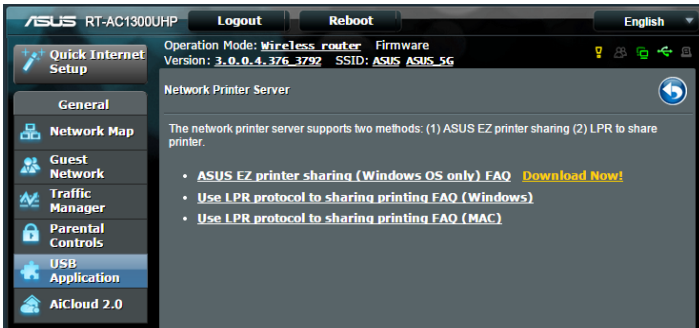 ASUS RT-AC1300UHP Logout Reboot English
Quick Internet
Setup
Operation Mode: Wireless router Firmware
Version: 3.0.0.4.376_3792 SSID: ASUS ASUS_5G
General
Network Map
Guest
Network
Traffic
Manager
Parental
Controls
USB
Application
AiCloud 2.0
Network Printer Server
The network printer server supports two methods: (1) ASUS EZ printer sharing (2) LPR to share
printer.
• ASUS EZ printer sharing (Windows OS only) FAQ Download Now!
• Use LPR protocol to sharing printing FAQ (Windows)
• Use LPR protocol to sharing printing FAQ (MAC)